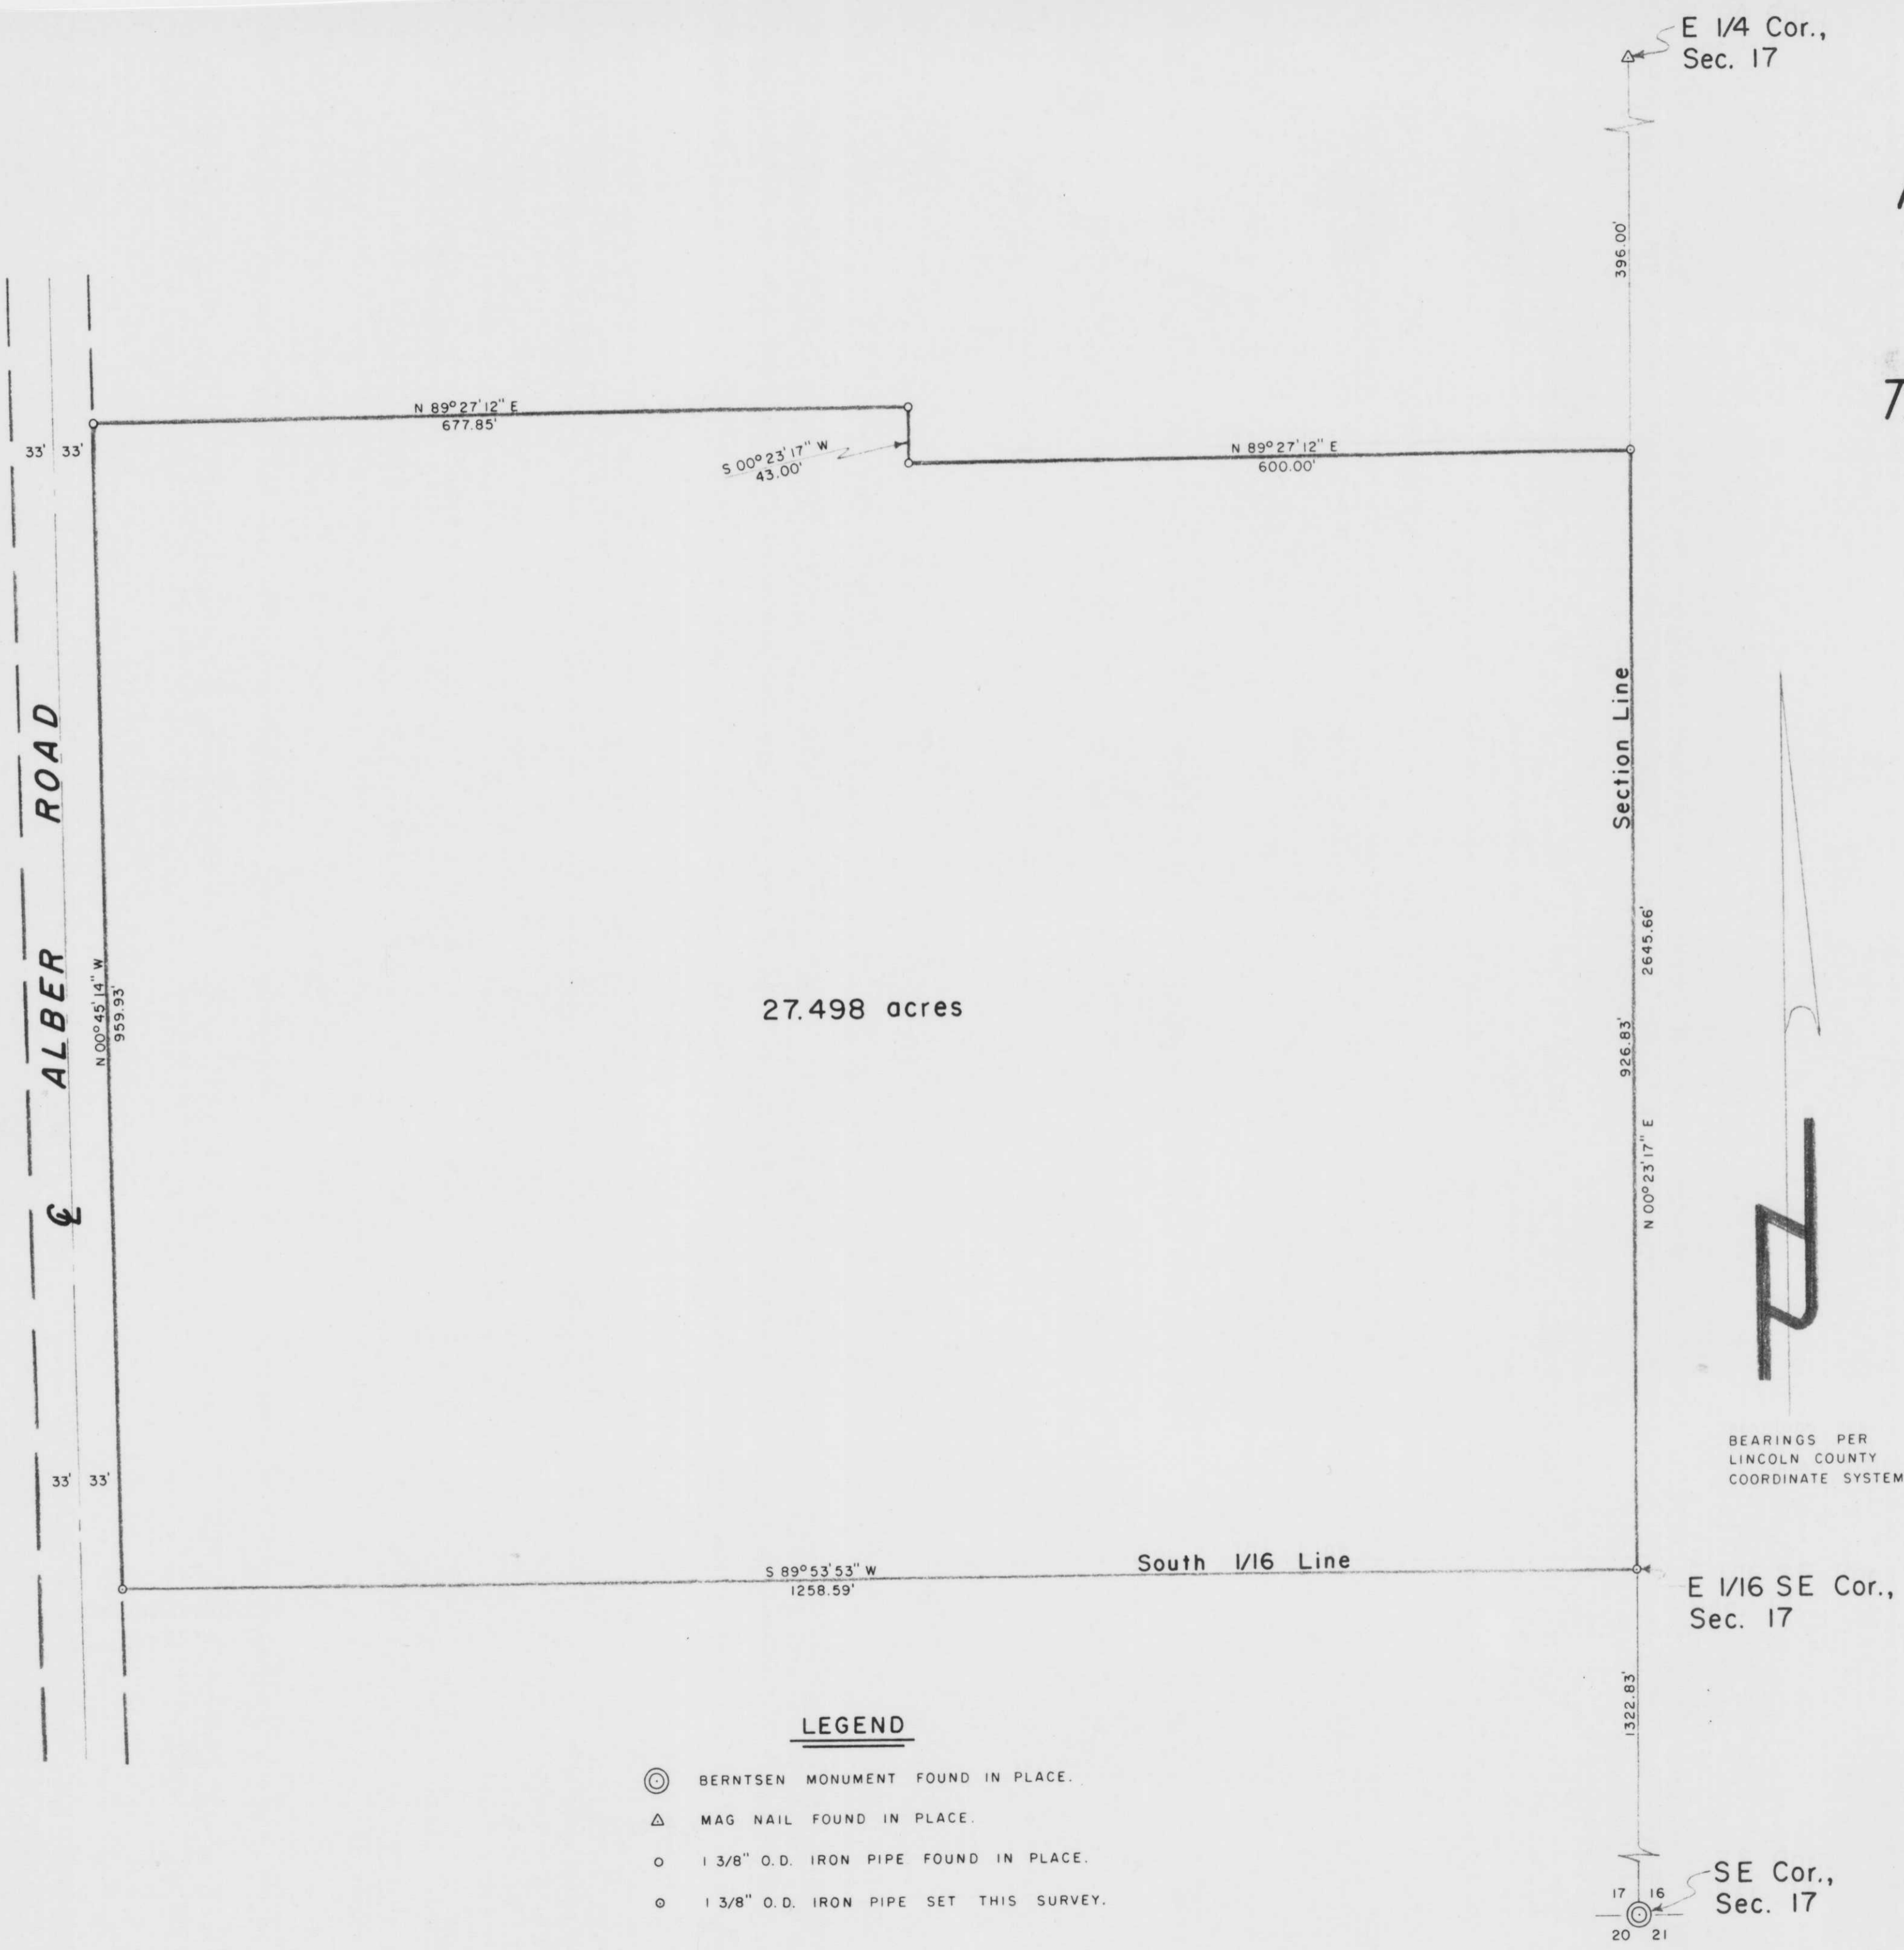 E 1/4 Cor.,
Sec. 17
396.00'
7
N 89°27'12" E
677.85'
33' 33'
S 00°23'17" W
43.00'
N 89°27'12" E
600.00'
Section Line
2645.66'
926.83'
N 00°23'17" E
ALBER ROAD
℄
N 00°45'14" W
959.93'
27.498 acres
33' 33'
BEARINGS PER
LINCOLN COUNTY
COORDINATE SYSTEM
S 89°53'53" W
1258.59'
South 1/16 Line
E 1/16 SE Cor.,
Sec. 17
1322.83'
LEGEND
BERNTSEN MONUMENT FOUND IN PLACE.
MAG NAIL FOUND IN PLACE.
1 3/8" O.D. IRON PIPE FOUND IN PLACE.
1 3/8" O.D. IRON PIPE SET THIS SURVEY.
SE Cor.,
Sec. 17
17 16
20 21